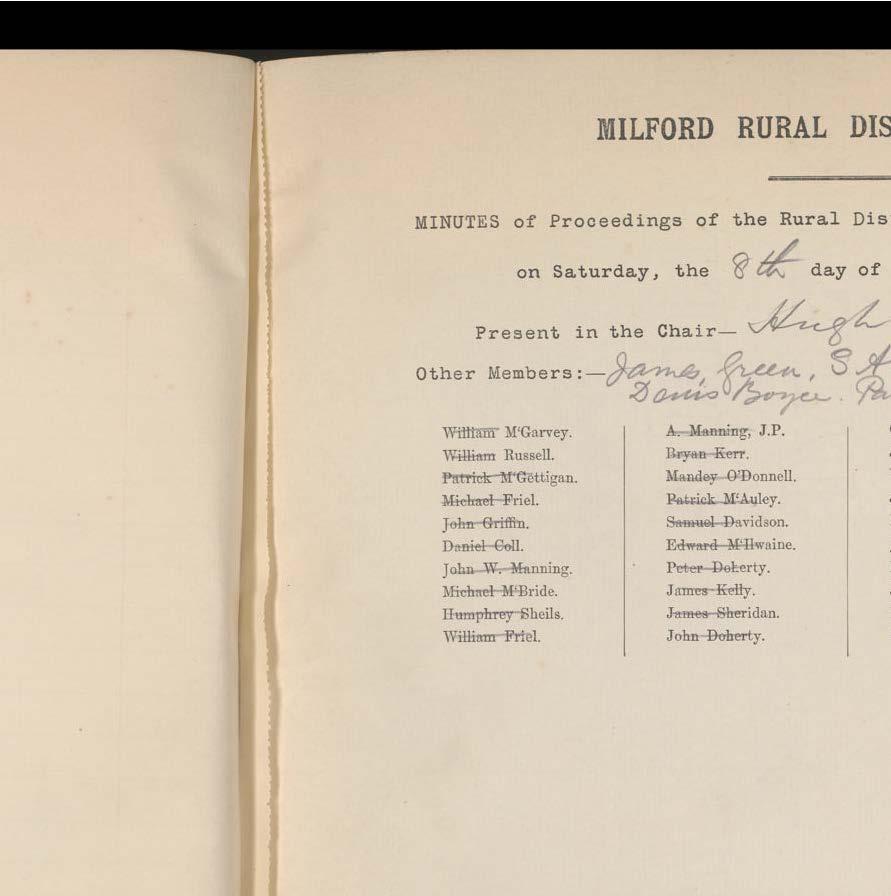 MILFORD RURAL DIS
MINUTES of Proceedings of the Rural Dis
on Saturday, the 8th day of
Present in the Chair— Hugh
Other Members:— James Green, S A
Denis Boyce. Pa
William M‘Garvey.
William Russell.
Patrick M‘Gettigan.
Michael Friel.
John Griffin.
Daniel Coll.
John W. Manning.
Michael M‘Bride.
Humphrey Sheils.
William Friel.
A. Manning, J.P.
Bryan Kerr.
Mandey O’Donnell.
Patrick M‘Auley.
Samuel Davidson.
Edward M‘Ilwaine.
Peter Doherty.
James Kelly.
James Sheridan.
John Doherty.